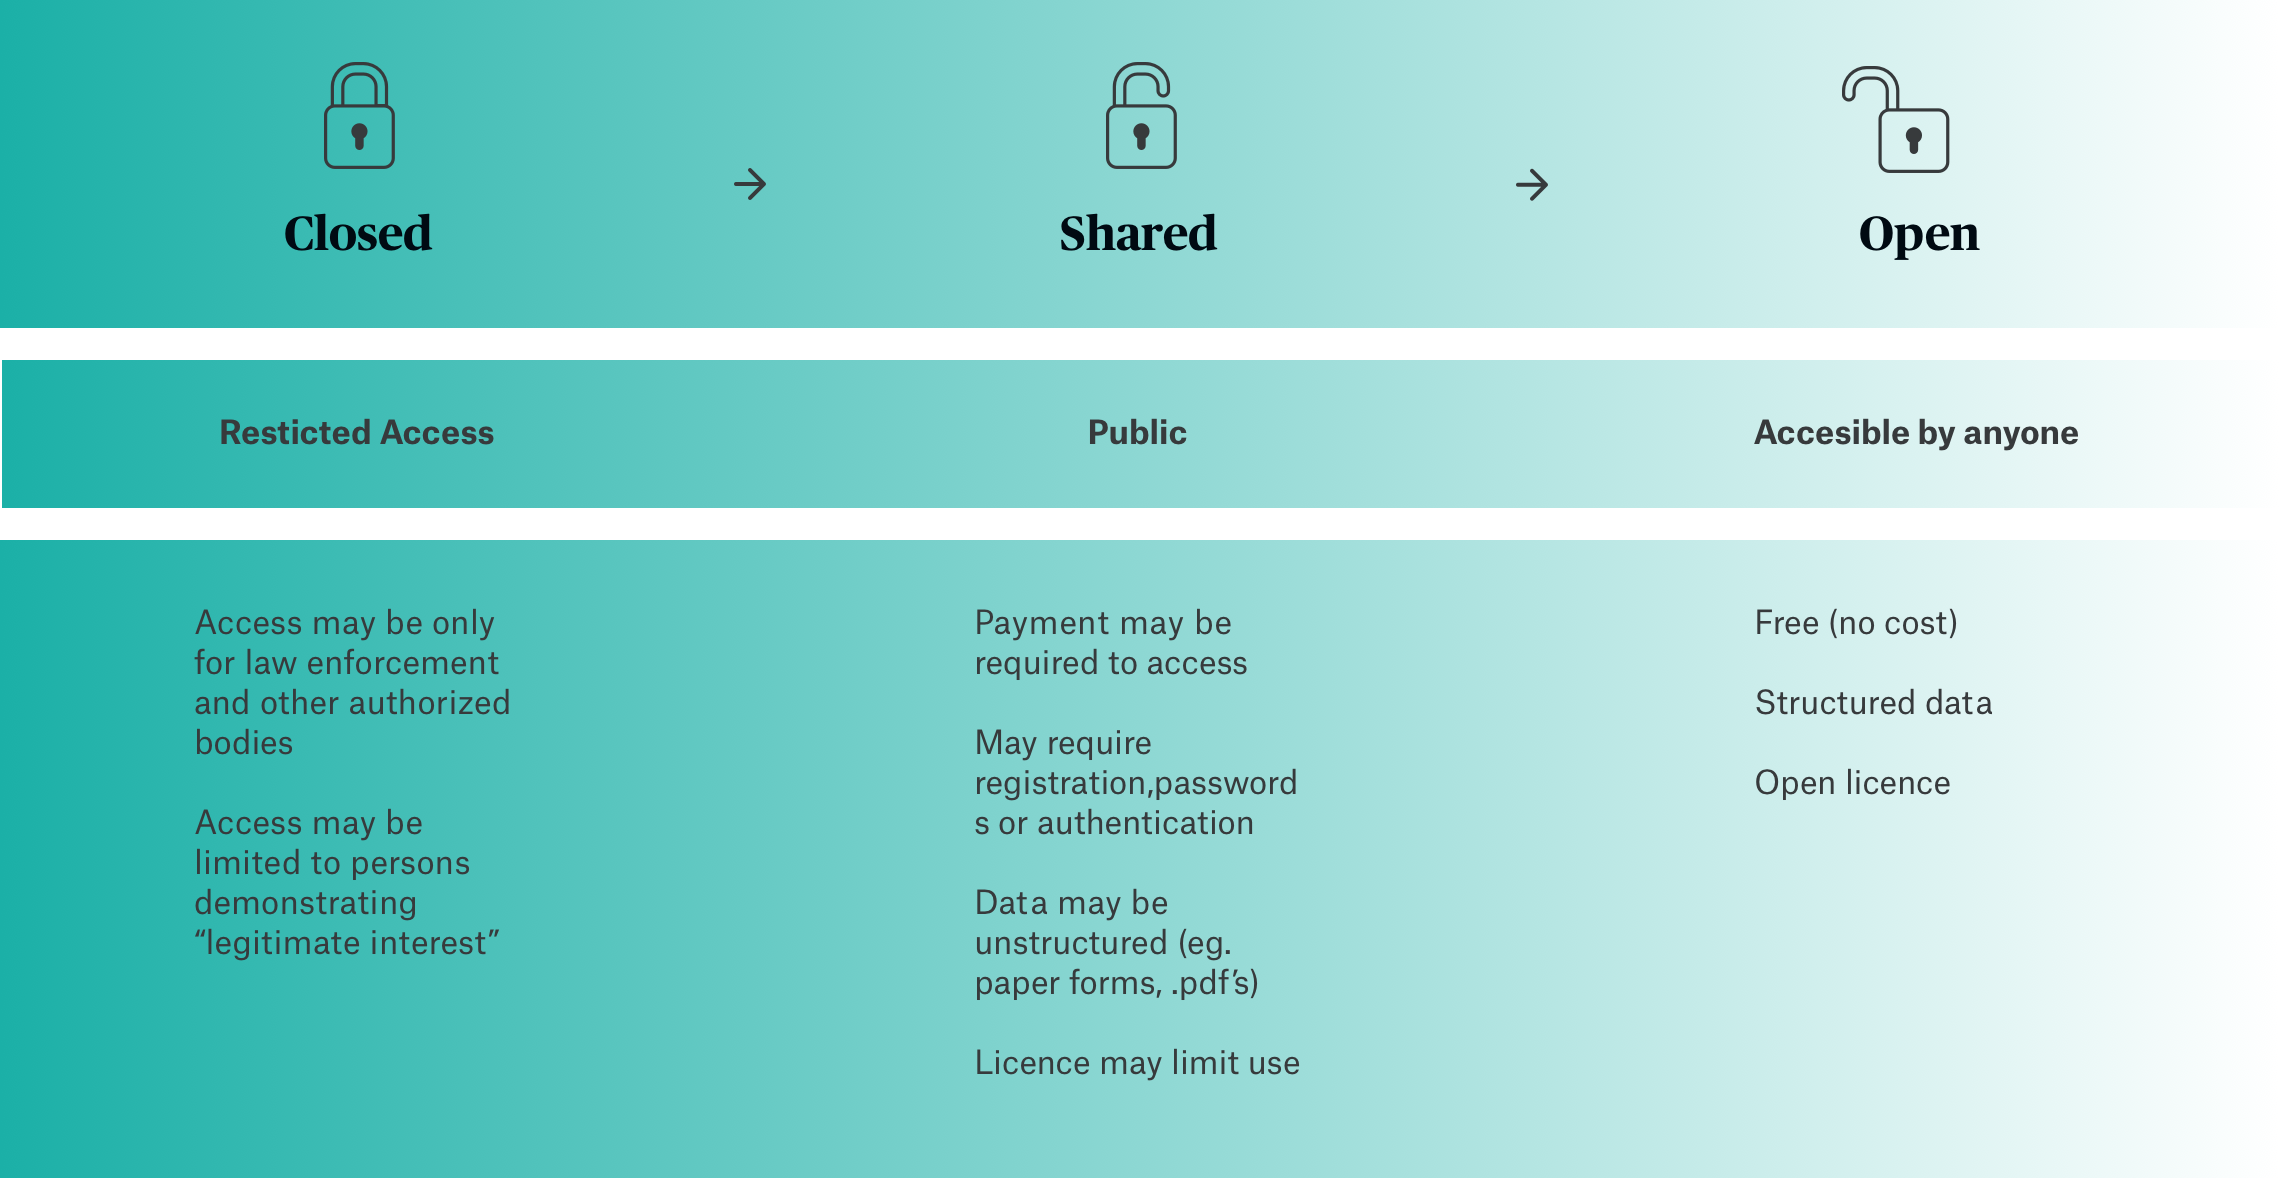 Closed
Shared
Open
Resticted Access
Public
Accesible by anyone
Access may be only
for law enforcement
and other authorized
bodies
Access may be
limited to persons
demonstrating
“legitimate interest”
Payment may be
required to access
May require
registration,password
s or authentication
Data may be
unstructured (eg.
paper forms, .pdf’s)
Licence may limit use
Free (no cost)
Structured data
Open licence